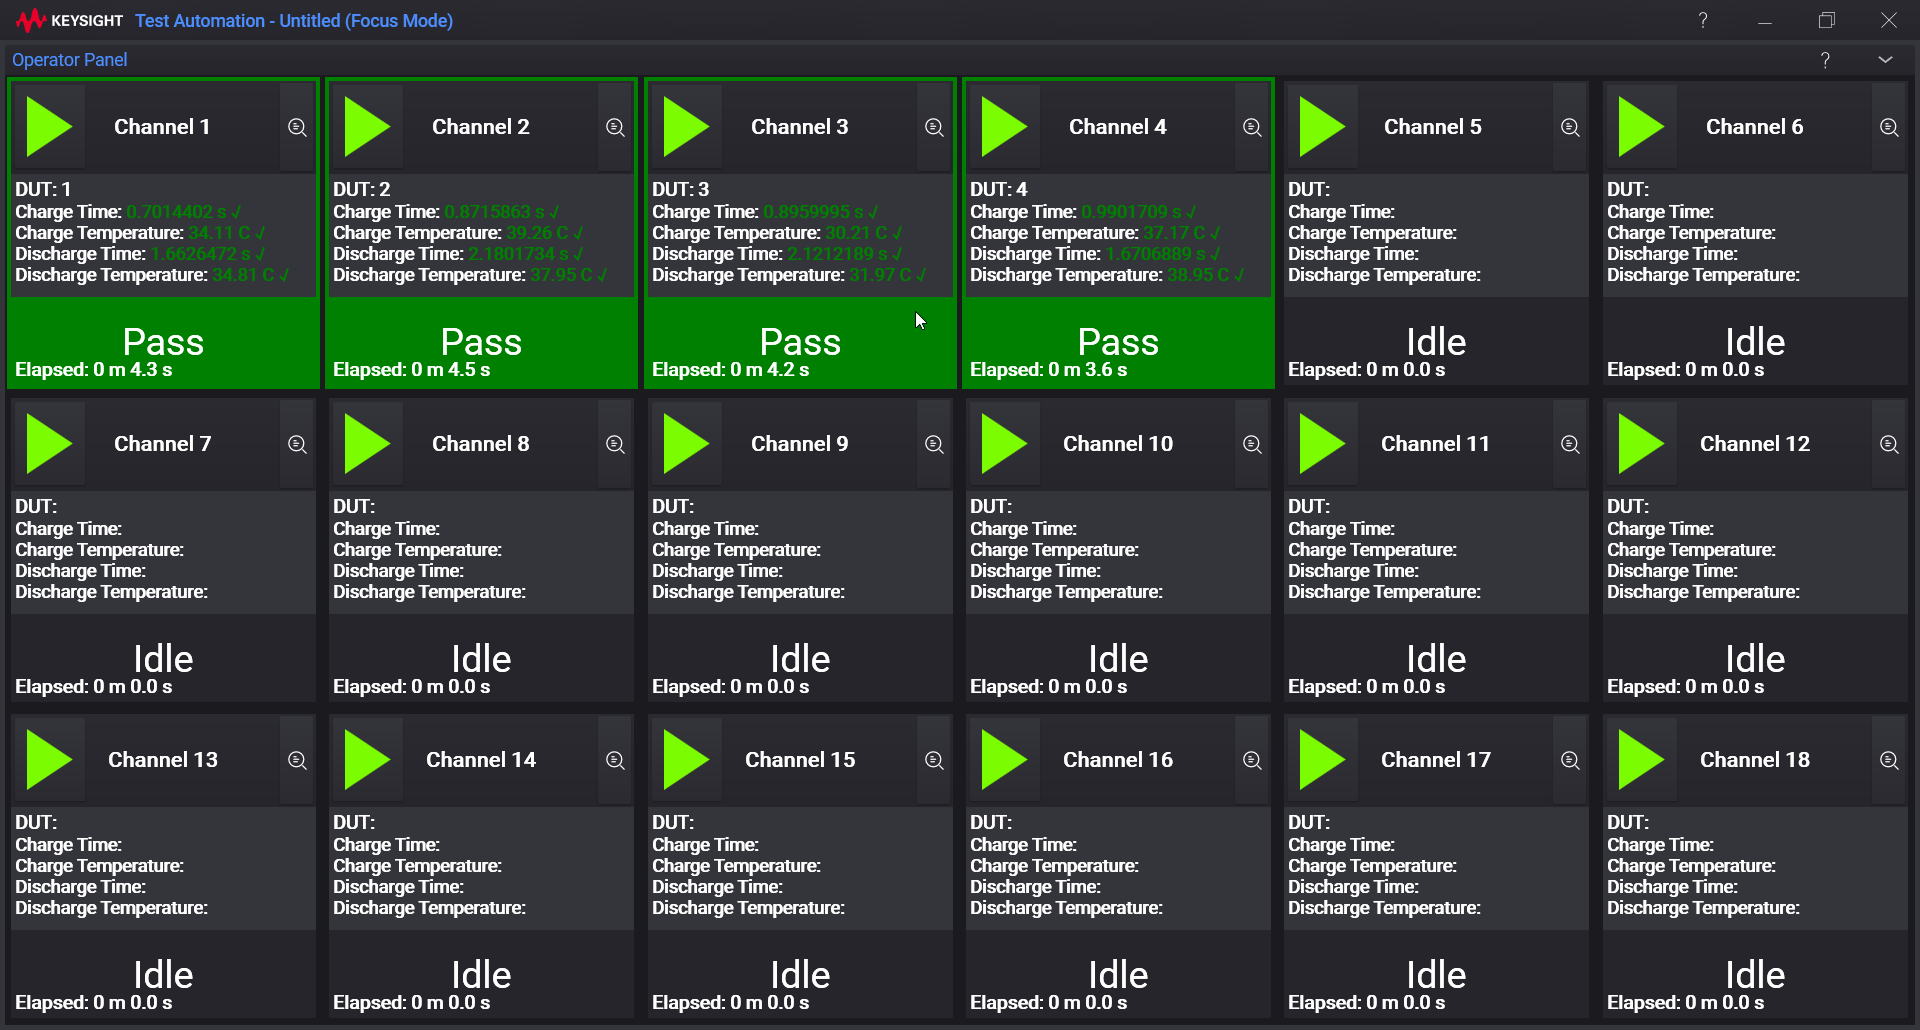 KEYSIGHT Test Automation - Untitled (Focus Mode)
Operator Panel
Channel 1
DUT: 1
Charge Time: 0.7014402 s √
Charge Temperature: 34.11 C √
Discharge Time: 1.6626472 s √
Discharge Temperature: 34.81 C √
Pass
Elapsed: 0 m 4.3 s
Channel 2
DUT: 2
Charge Time: 0.8715863 s √
Charge Temperature: 39.26 C √
Discharge Time: 2.1801734 s √
Discharge Temperature: 37.95 C √
Pass
Elapsed: 0 m 4.5 s
Channel 3
DUT: 3
Charge Time: 0.8959995 s √
Charge Temperature: 30.21 C √
Discharge Time: 2.1212189 s √
Discharge Temperature: 31.97 C √
Pass
Elapsed: 0 m 4.2 s
Channel 4
DUT: 4
Charge Time: 0.9901709 s √
Charge Temperature: 37.17 C √
Discharge Time: 1.6706889 s √
Discharge Temperature: 38.95 C √
Pass
Elapsed: 0 m 3.6 s
Channel 5
DUT:
Charge Time:
Charge Temperature:
Discharge Time:
Discharge Temperature:
Idle
Elapsed: 0 m 0.0 s
Channel 6
DUT:
Charge Time:
Charge Temperature:
Discharge Time:
Discharge Temperature:
Idle
Elapsed: 0 m 0.0 s
Channel 7
DUT:
Charge Time:
Charge Temperature:
Discharge Time:
Discharge Temperature:
Idle
Elapsed: 0 m 0.0 s
Channel 8
DUT:
Charge Time:
Charge Temperature:
Discharge Time:
Discharge Temperature:
Idle
Elapsed: 0 m 0.0 s
Channel 9
DUT:
Charge Time:
Charge Temperature:
Discharge Time:
Discharge Temperature:
Idle
Elapsed: 0 m 0.0 s
Channel 10
DUT:
Charge Time:
Charge Temperature:
Discharge Time:
Discharge Temperature:
Idle
Elapsed: 0 m 0.0 s
Channel 11
DUT:
Charge Time:
Charge Temperature:
Discharge Time:
Discharge Temperature:
Idle
Elapsed: 0 m 0.0 s
Channel 12
DUT:
Charge Time:
Charge Temperature:
Discharge Time:
Discharge Temperature:
Idle
Elapsed: 0 m 0.0 s
Channel 13
DUT:
Charge Time:
Charge Temperature:
Discharge Time:
Discharge Temperature:
Idle
Elapsed: 0 m 0.0 s
Channel 14
DUT:
Charge Time:
Charge Temperature:
Discharge Time:
Discharge Temperature:
Idle
Elapsed: 0 m 0.0 s
Channel 15
DUT:
Charge Time:
Charge Temperature:
Discharge Time:
Discharge Temperature:
Idle
Elapsed: 0 m 0.0 s
Channel 16
DUT:
Charge Time:
Charge Temperature:
Discharge Time:
Discharge Temperature:
Idle
Elapsed: 0 m 0.0 s
Channel 17
DUT:
Charge Time:
Charge Temperature:
Discharge Time:
Discharge Temperature:
Idle
Elapsed: 0 m 0.0 s
Channel 18
DUT:
Charge Time:
Charge Temperature:
Discharge Time:
Discharge Temperature:
Idle
Elapsed: 0 m 0.0 s